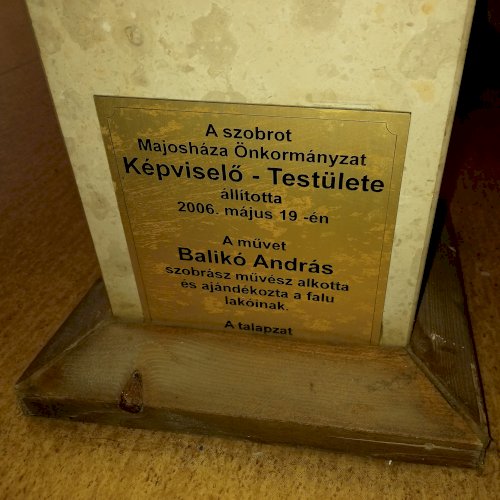 A szobrot
Majosháza Önkormányzat
Képviselő - Testülete
állította
2006. május 19 -én
A művet
Balikó András
szobrász művész alkotta
és ajándékozta a falu
lakóinak.
A talapzat